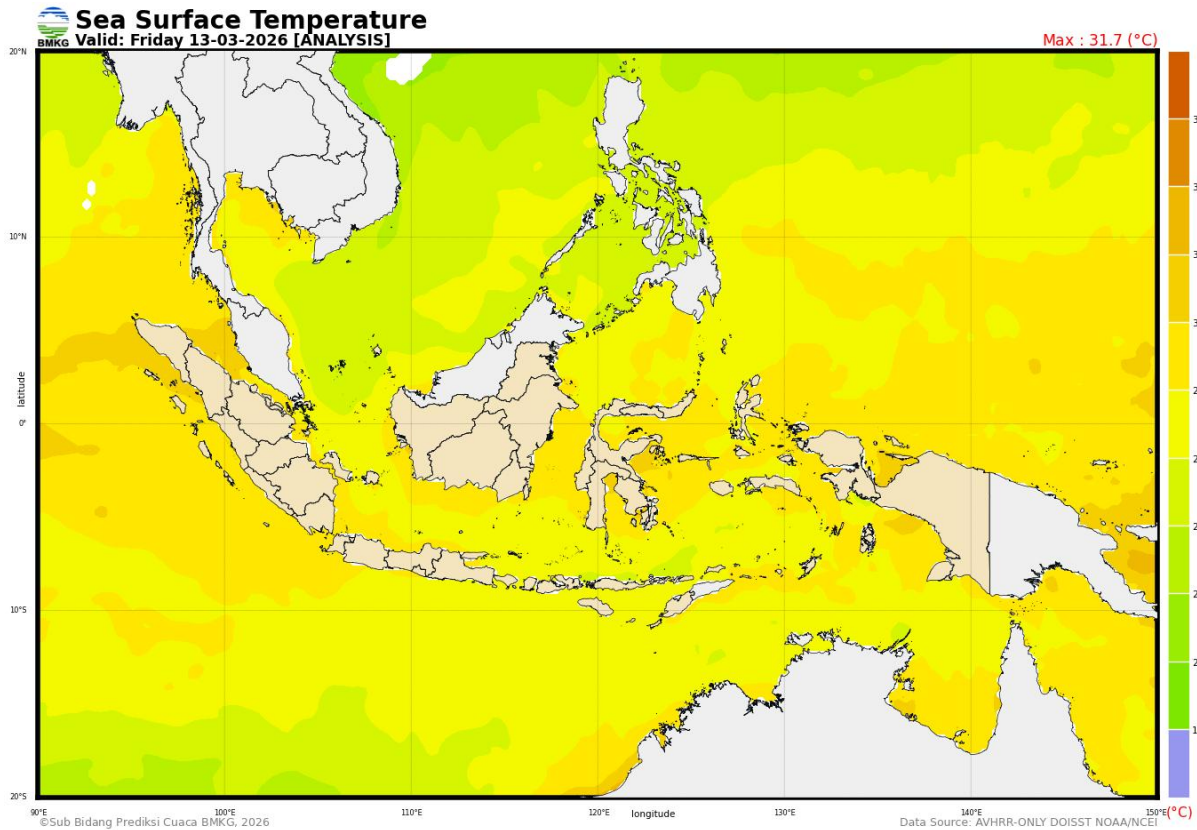 Sea Surface Temperature
BMKG
Valid: Friday 13-03-2026 [ANALYSIS]
Max : 31.7 (°C)
20°N
10°N
latitude
0°
10°S
20°S
90°E
100°E
110°E
120°E
longitude
130°E
140°E
150°E
(°C)
©Sub Bidang Prediksi Cuaca BMKG, 2026
Data Source: AVHRR-ONLY DOISST NOAA/NCEI